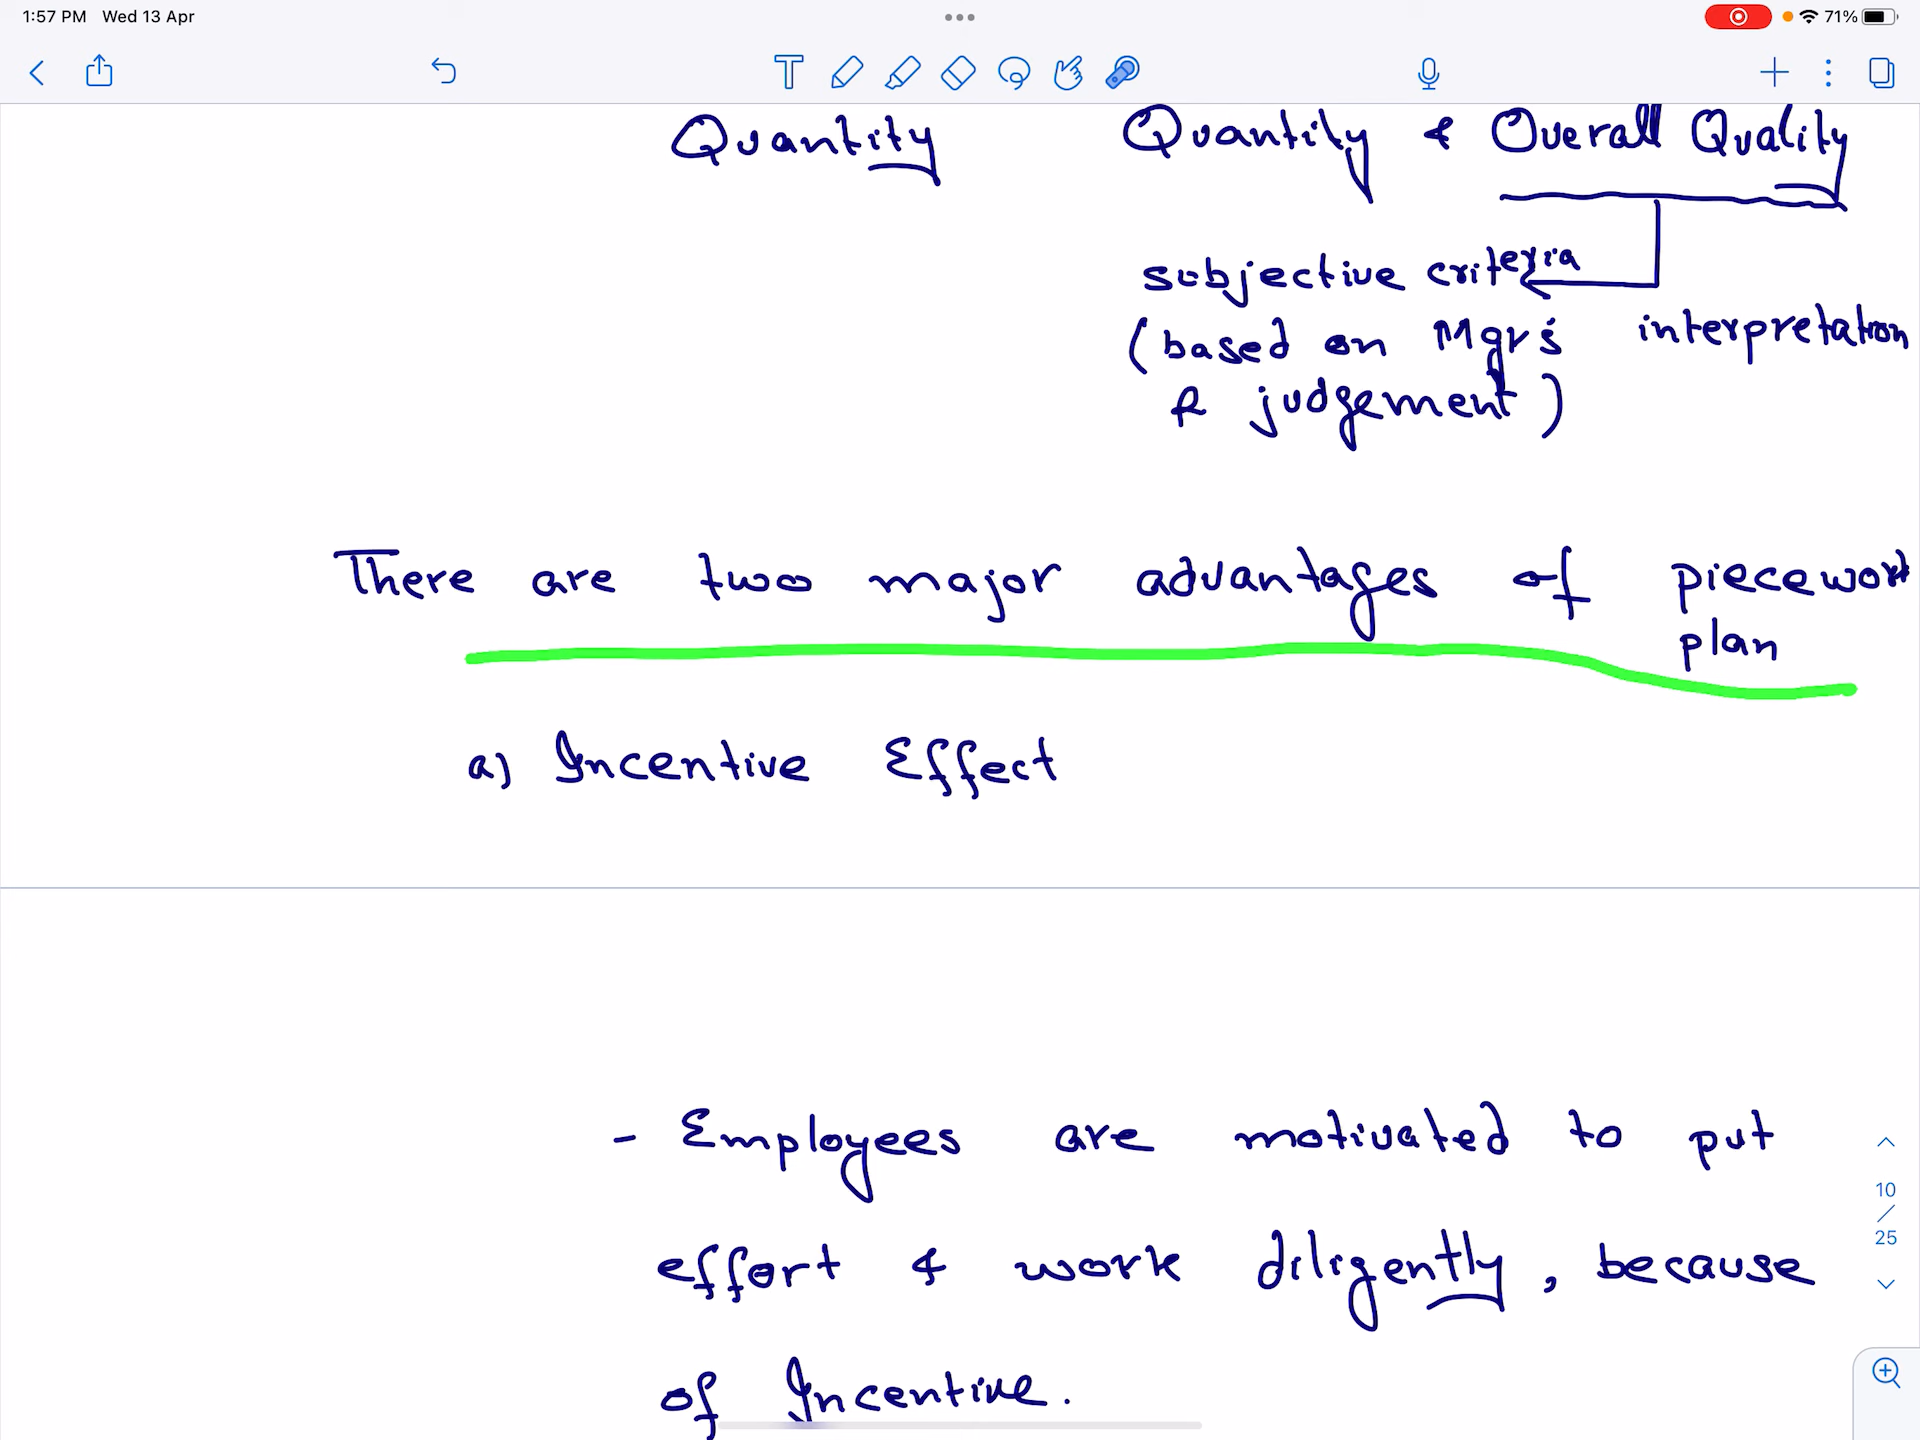 1:57 PM Wed 13 Apr
71%
Quantity Quantity & Overall Quality
subjective criteria
(based on Mgr's interpretation
& judgement)
There are two major advantages of piecework
plan
a) Incentive Effect
- Employees are motivated to put
effort & work diligently, because
of Incentive.
10
/
25